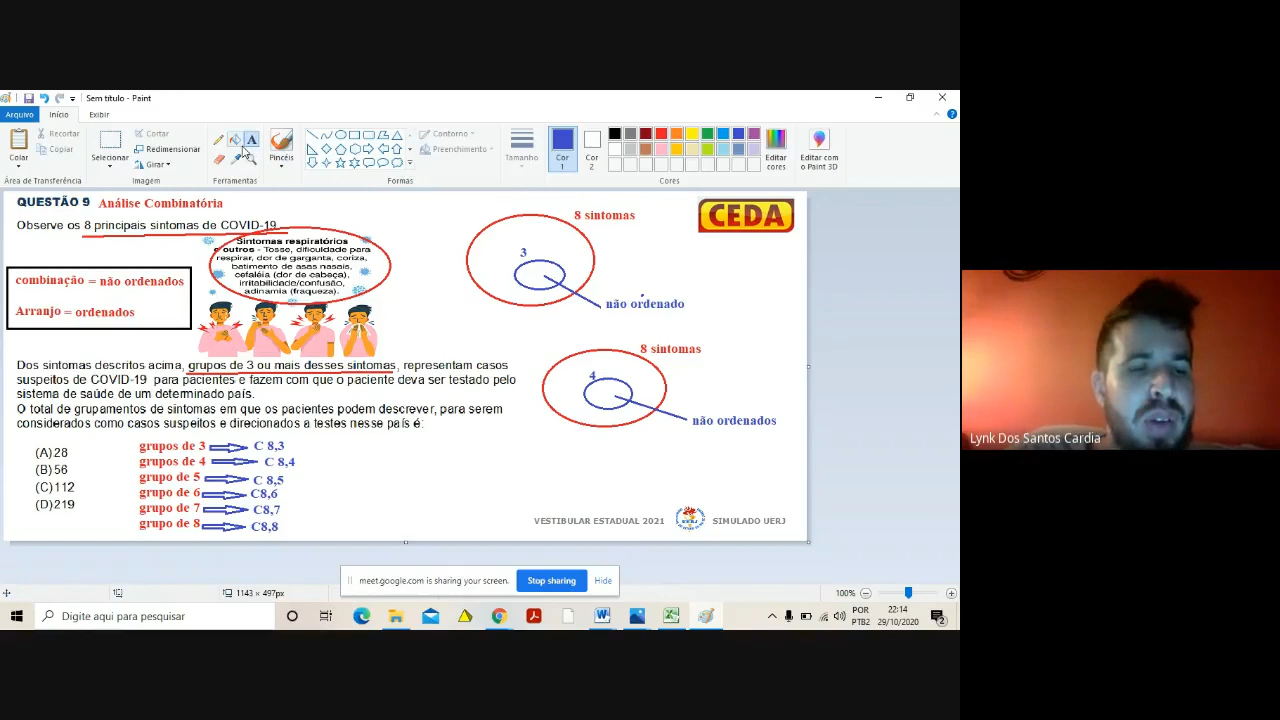 Sem título - Paint
Arquivo
Início
Exibir
Colar
Recortar
Copiar
Área de Transferência
Selecionar
Cortar
Redimensionar
Girar
Imagem
Ferramentas
Pincéis
Formas
Contorno
Preenchimento
Tamanho
Cor
1
Cor
2
Cores
Editar
cores
Editar com
o Paint 3D
QUESTÃO 9 Análise Combinatória
Observe os 8 principais sintomas de COVID-19.
Sintomas respiratórios
e outros - Tosse, dificuldade para
respirar, dor de garganta, coriza,
batimento de asas nasais,
cefaléia (dor de cabeça),
irritabilidade/confusão,
adinamia (fraqueza).
combinação = não ordenados
Arranjo = ordenados
8 sintomas
3
não ordenado
CEDA
8 sintomas
4
não ordenados
Dos sintomas descritos acima, grupos de 3 ou mais desses sintomas, representam casos
suspeitos de COVID-19 para pacientes e fazem com que o paciente deva ser testado pelo
sistema de saúde de um determinado país.
O total de grupamentos de sintomas em que os pacientes podem descrever, para serem
considerados como casos suspeitos e direcionados a testes nesse país é:
(A) 28
(B) 56
(C) 112
(D) 219
grupos de 3 C 8,3
grupos de 4 C 8,4
grupo de 5 C 8,5
grupo de 6 C8,6
grupo de 7 C8,7
grupo de 8 C8,8
VESTIBULAR ESTADUAL 2021 UERJ SIMULADO UERJ
Lynk Dos Santos Cardia
meet.google.com is sharing your screen. Stop sharing Hide
1143 × 497px
100%
Digite aqui para pesquisar
POR
PTB2
22:14
29/10/2020
2